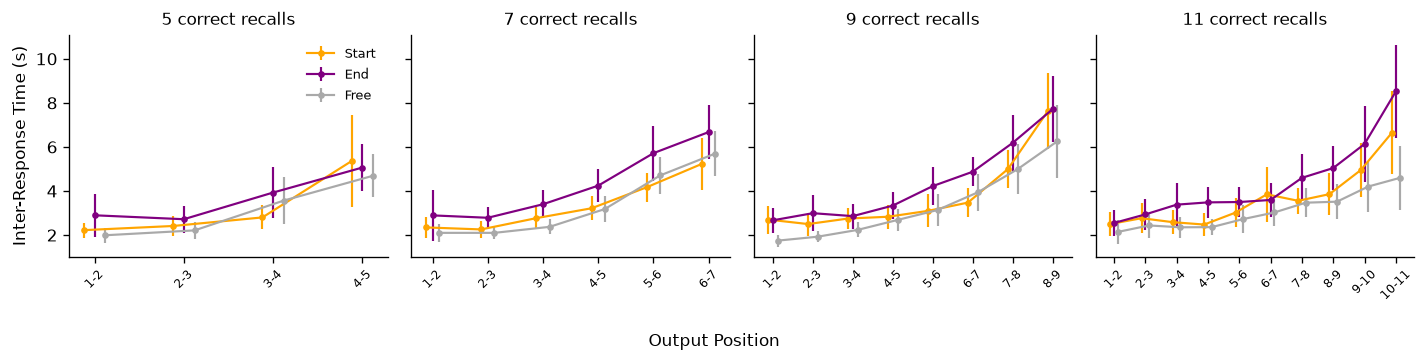 5 correct recalls
7 correct recalls
9 correct recalls
11 correct recalls
Inter-Response Time (s)
10
8
6
4
2
Start
End
Free
1-2 2-3 3-4 4-5
1-2 2-3 3-4 4-5 5-6 6-7
1-2 2-3 3-4 4-5 5-6 6-7 7-8 8-9
1-2 2-3 3-4 4-5 5-6 6-7 7-8 8-9 9-10 10-11
Output Position